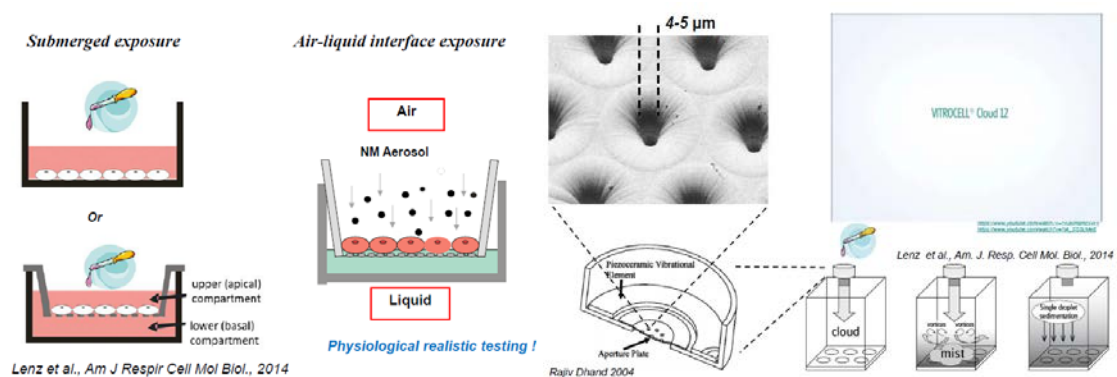 Submerged exposure
Or
upper (apical)
compartment
lower (basal)
compartment
Lenz et al., Am J Respir Cell Mol Biol., 2014
Air-liquid interface exposure
Air
NM Aerosol
Liquid
Physiological realistic testing !
4-5 µm
Piezoceramic Vibrational
Element
Aperture Plate
Rajiv Dhand 2004
VITROCELL® Cloud 12
Lenz et al., Am. J. Resp. Cell Mol. Biol., 2014
cloud
vortices vortices
mist
Single droplet
sedimentation